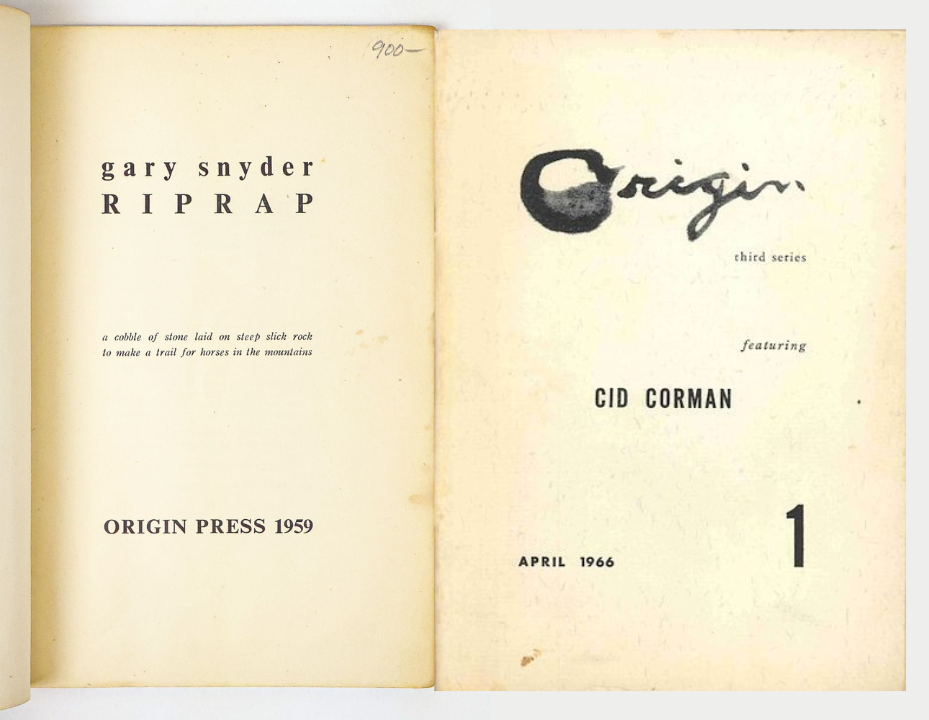 900—
gary snyder
RIPRAP
a cobble of stone laid on steep slick rock
to make a trail for horses in the mountains
ORIGIN PRESS 1959
Origin
third series
featuring
CID CORMAN
1
APRIL 1966